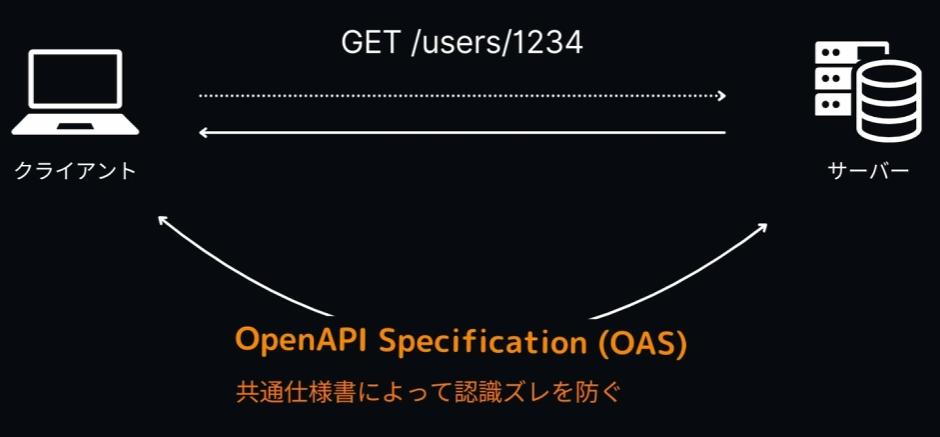 GET /users/1234
クライアント
サーバー
OpenAPI Specification (OAS)
共通仕様書によって認識ズレを防ぐ